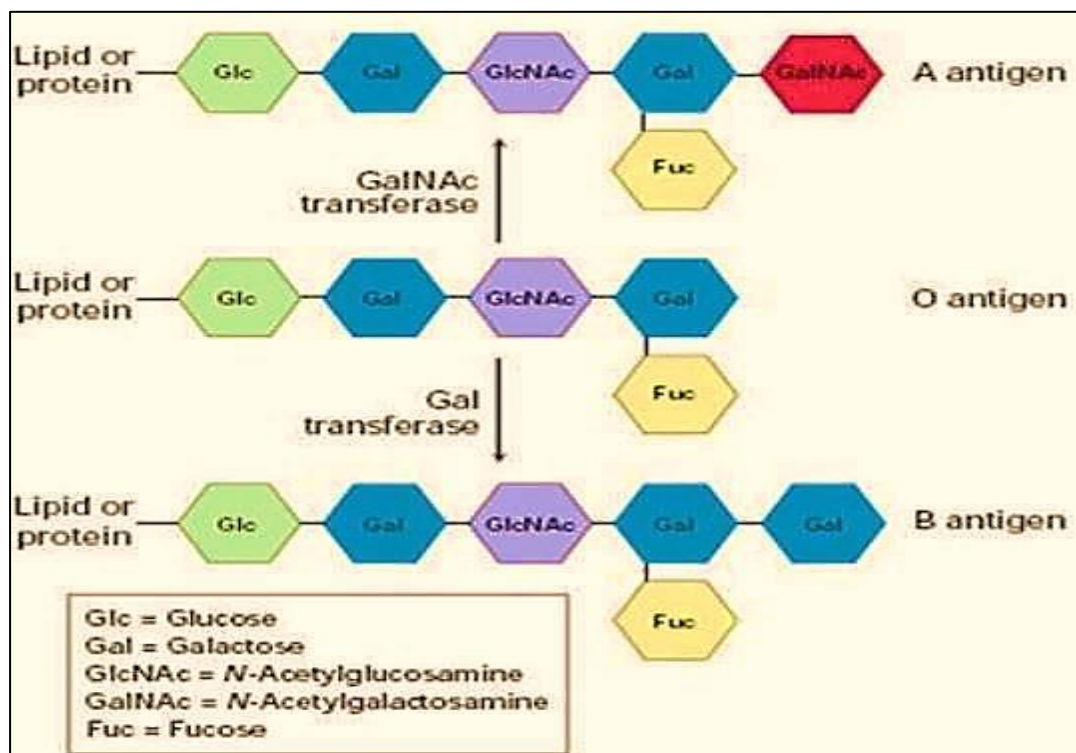 Lipid or
protein
Glc
Gal
GlcNAc
Gal
GalNAc
A antigen
Fuc
GalNAc
transferase
Lipid or
protein
Glc
Gal
GlcNAc
Gal
O antigen
Fuc
Gal
transferase
Lipid or
protein
Glc
Gal
GlcNAc
Gal
Gal
B antigen
Fuc
Glc = Glucose
Gal = Galactose
GlcNAc = N-Acetylglucosamine
GalNAc = N-Acetylgalactosamine
Fuc = Fucose